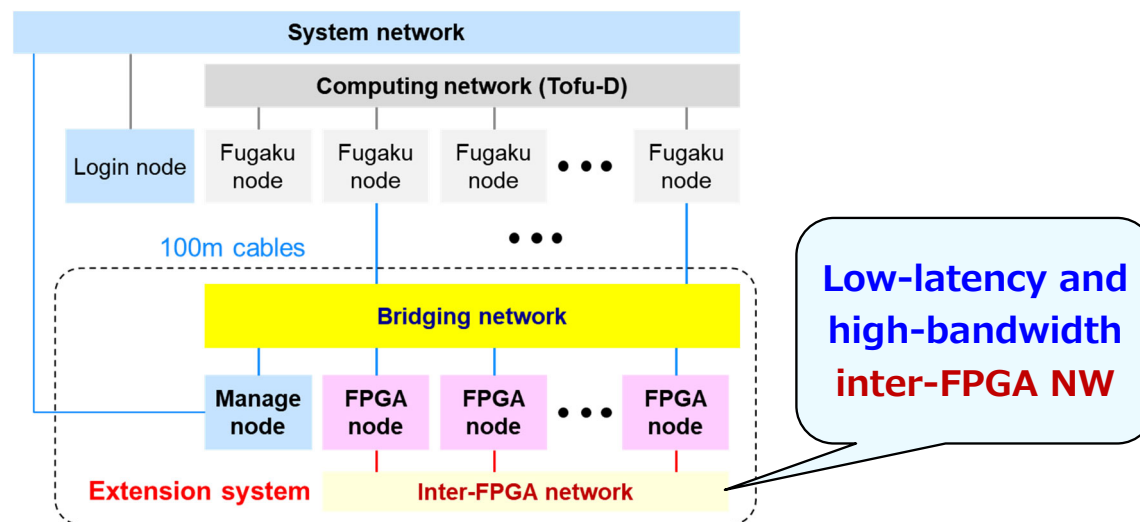 System network
Computing network (Tofu-D)
Login node
Fugaku
node
Fugaku
node
Fugaku
node
Fugaku
node
100m cables
Bridging network
Low-latency and
high-bandwidth
inter-FPGA NW
Manage
node
FPGA
node
FPGA
node
FPGA
node
Extension system
Inter-FPGA network